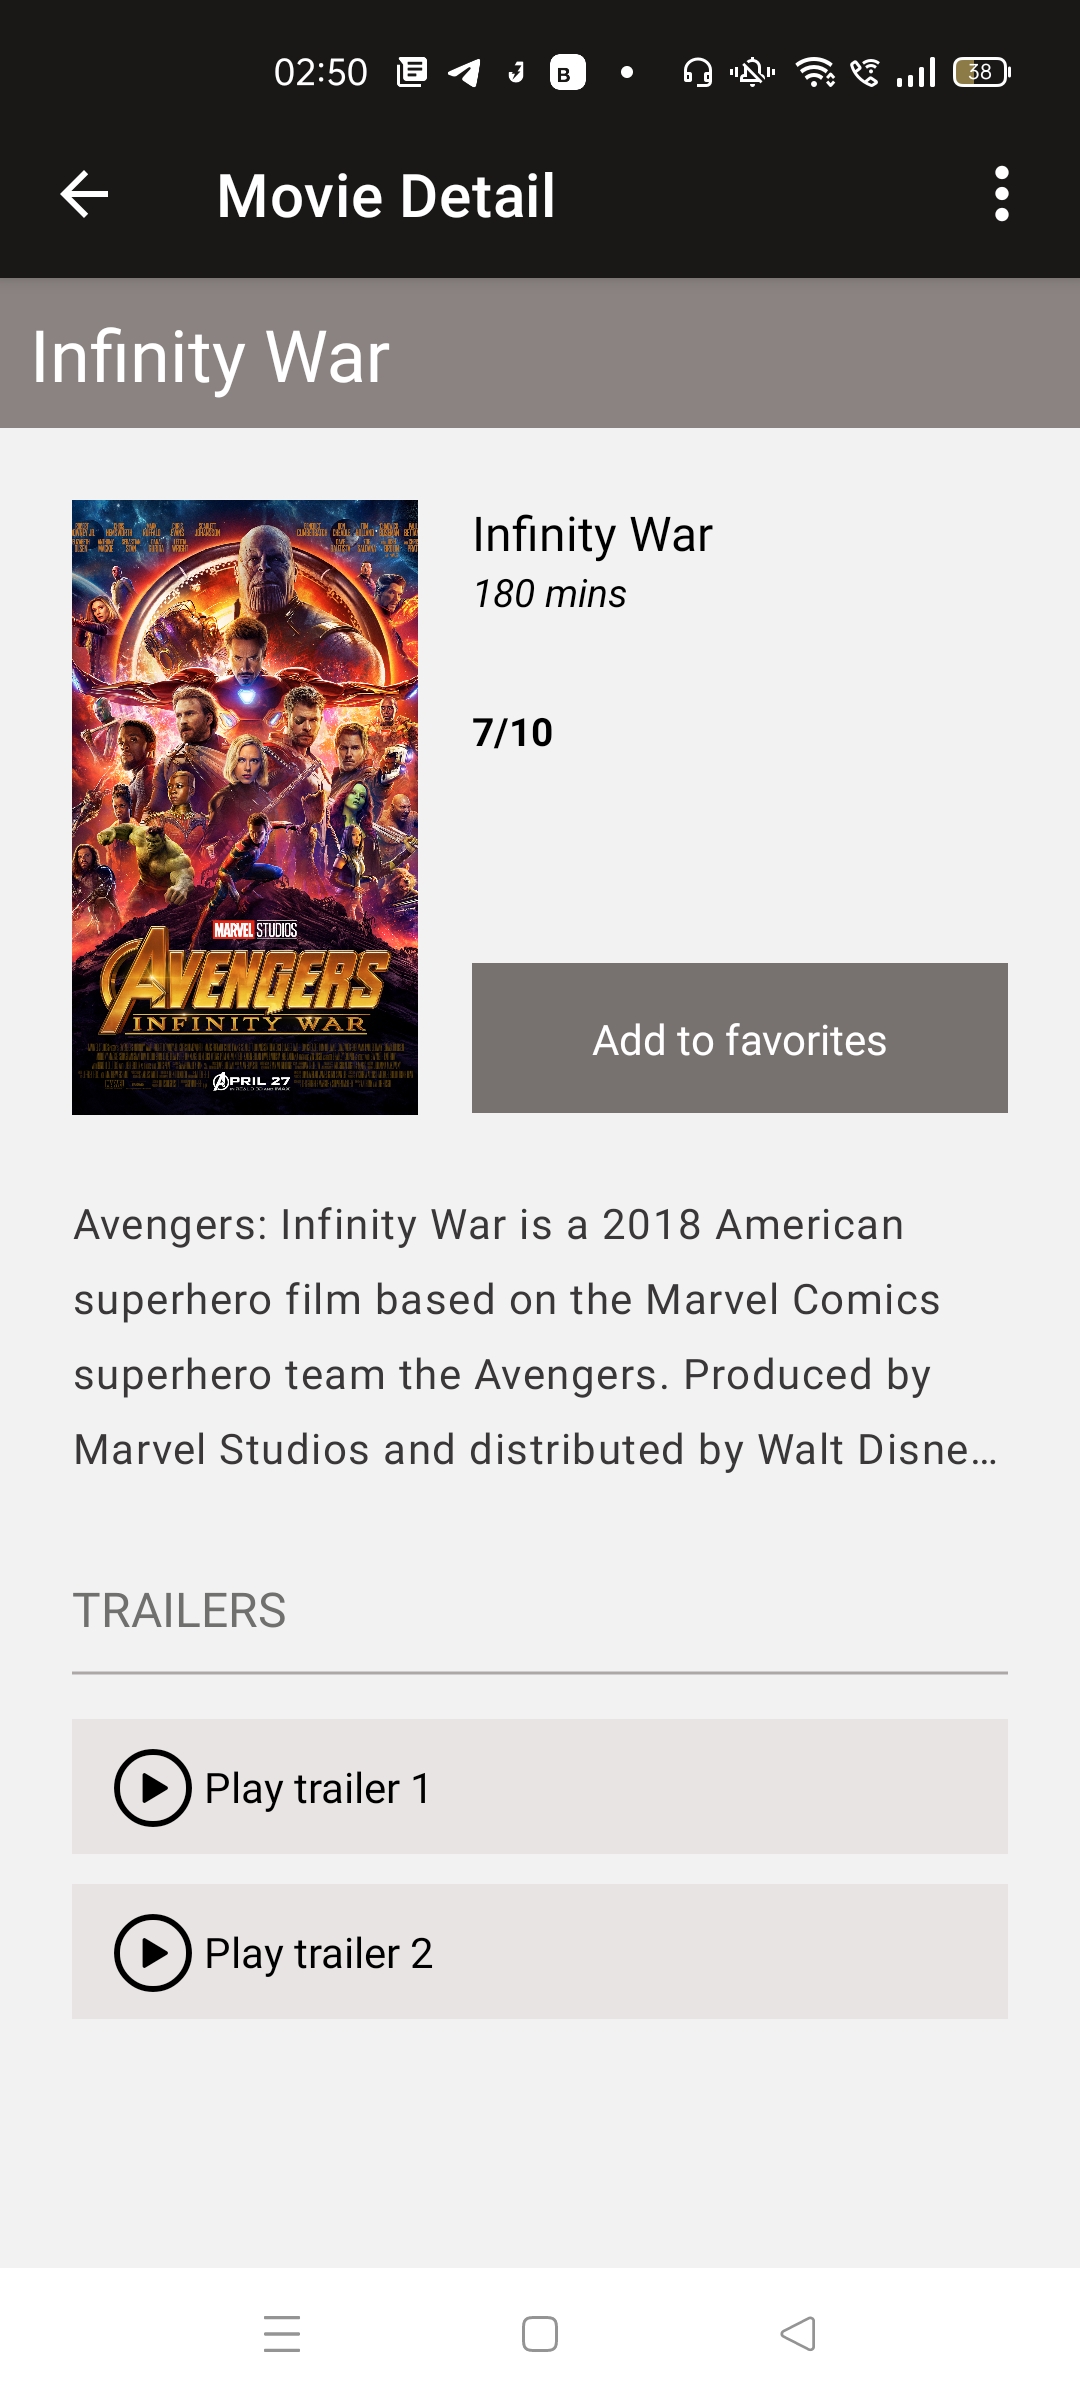 02:50 B 38
Movie Detail
Infinity War
Infinity War
180 mins
7/10
MARVEL STUDIOS
AVENGERS
INFINITY WAR
APRIL 27
Add to favorites
Avengers: Infinity War is a 2018 American
superhero film based on the Marvel Comics
superhero team the Avengers. Produced by
Marvel Studios and distributed by Walt Disne…
TRAILERS
Play trailer 1
Play trailer 2